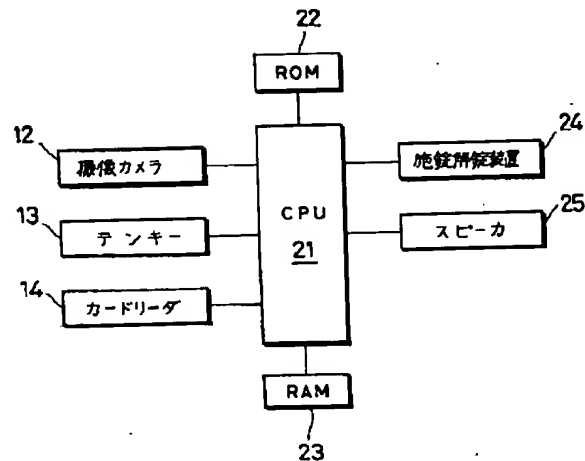 22
ROM
12
撮像カメラ
24
施錠解錠装置
13
テンキー
CPU
21
25
スピーカ
14
カードリーダ
RAM
23